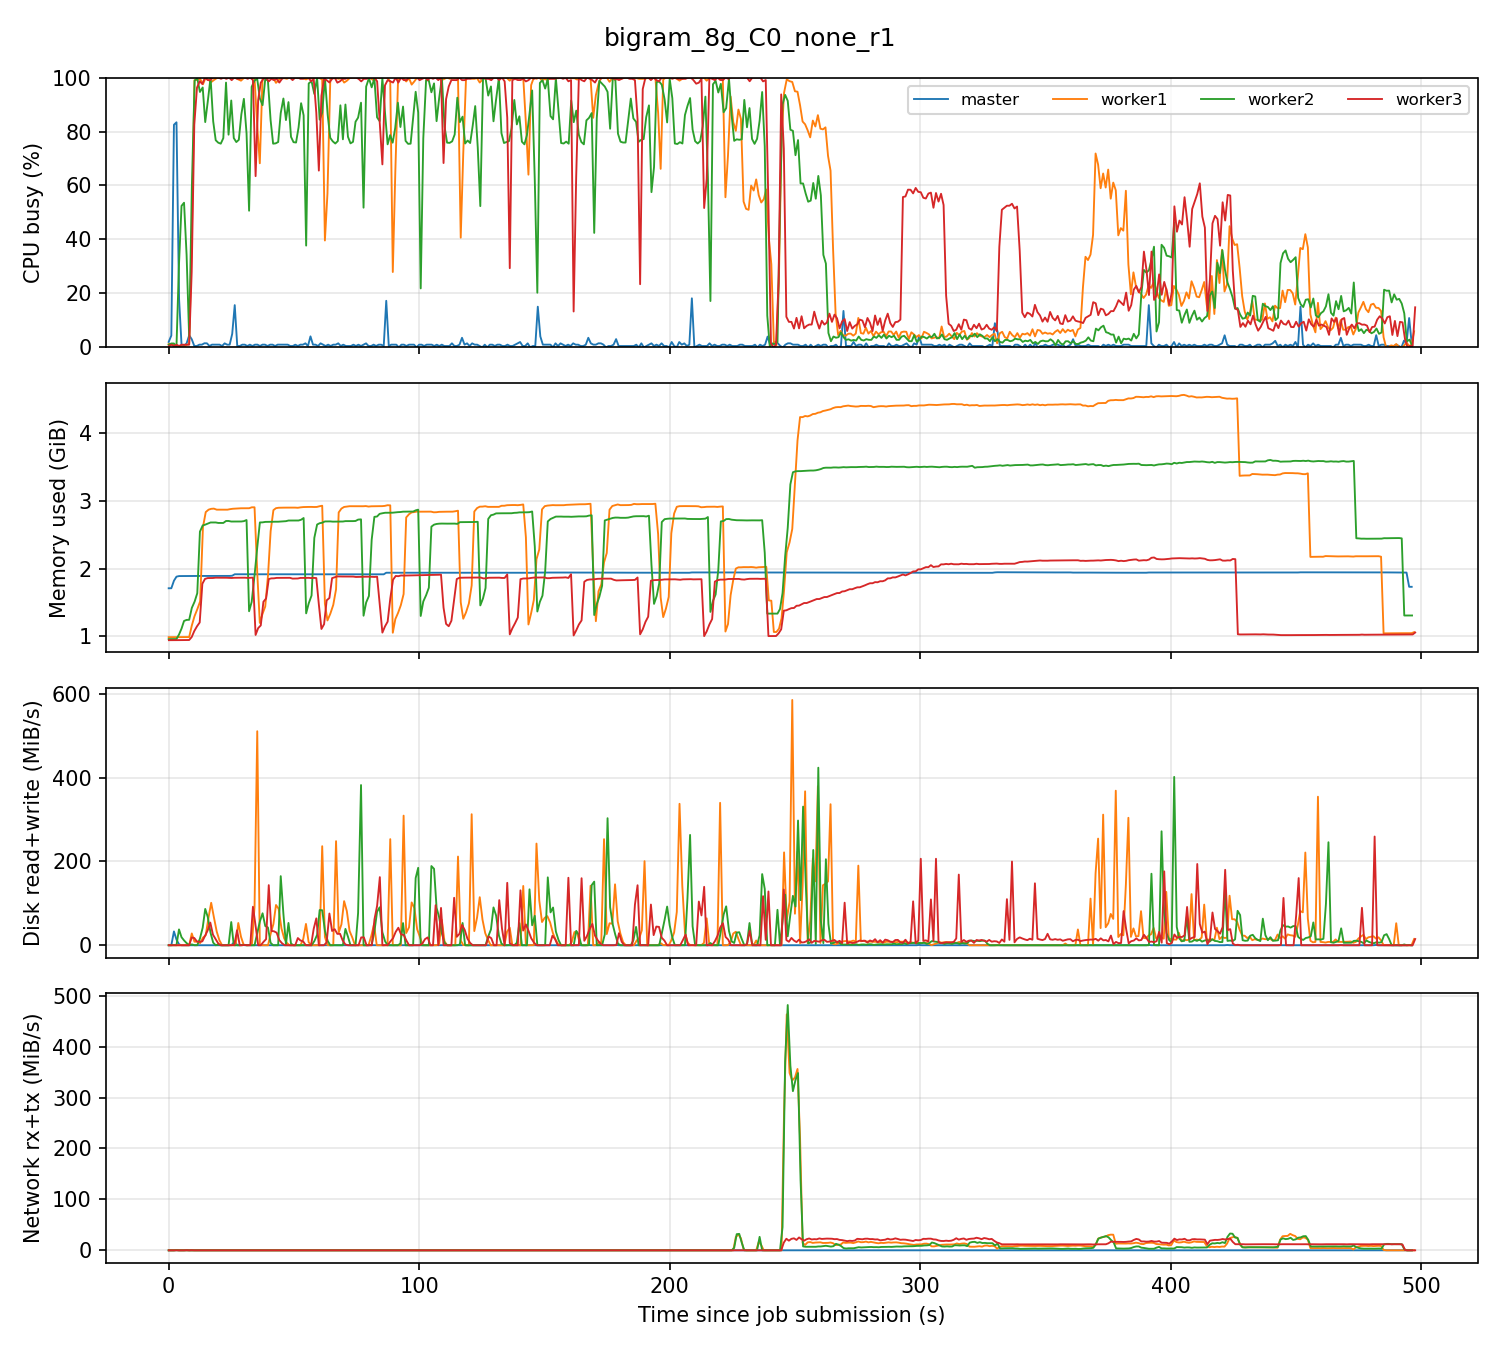 bigram_8g_C0_none_r1
master worker1 worker2 worker3
CPU busy (%)
100
80
60
40
20
0
Memory used (GiB)
4
3
2
1
Disk read+write (MiB/s)
600
400
200
0
Network rx+tx (MiB/s)
500
400
300
200
100
0
0 100 200 300 400 500
Time since job submission (s)